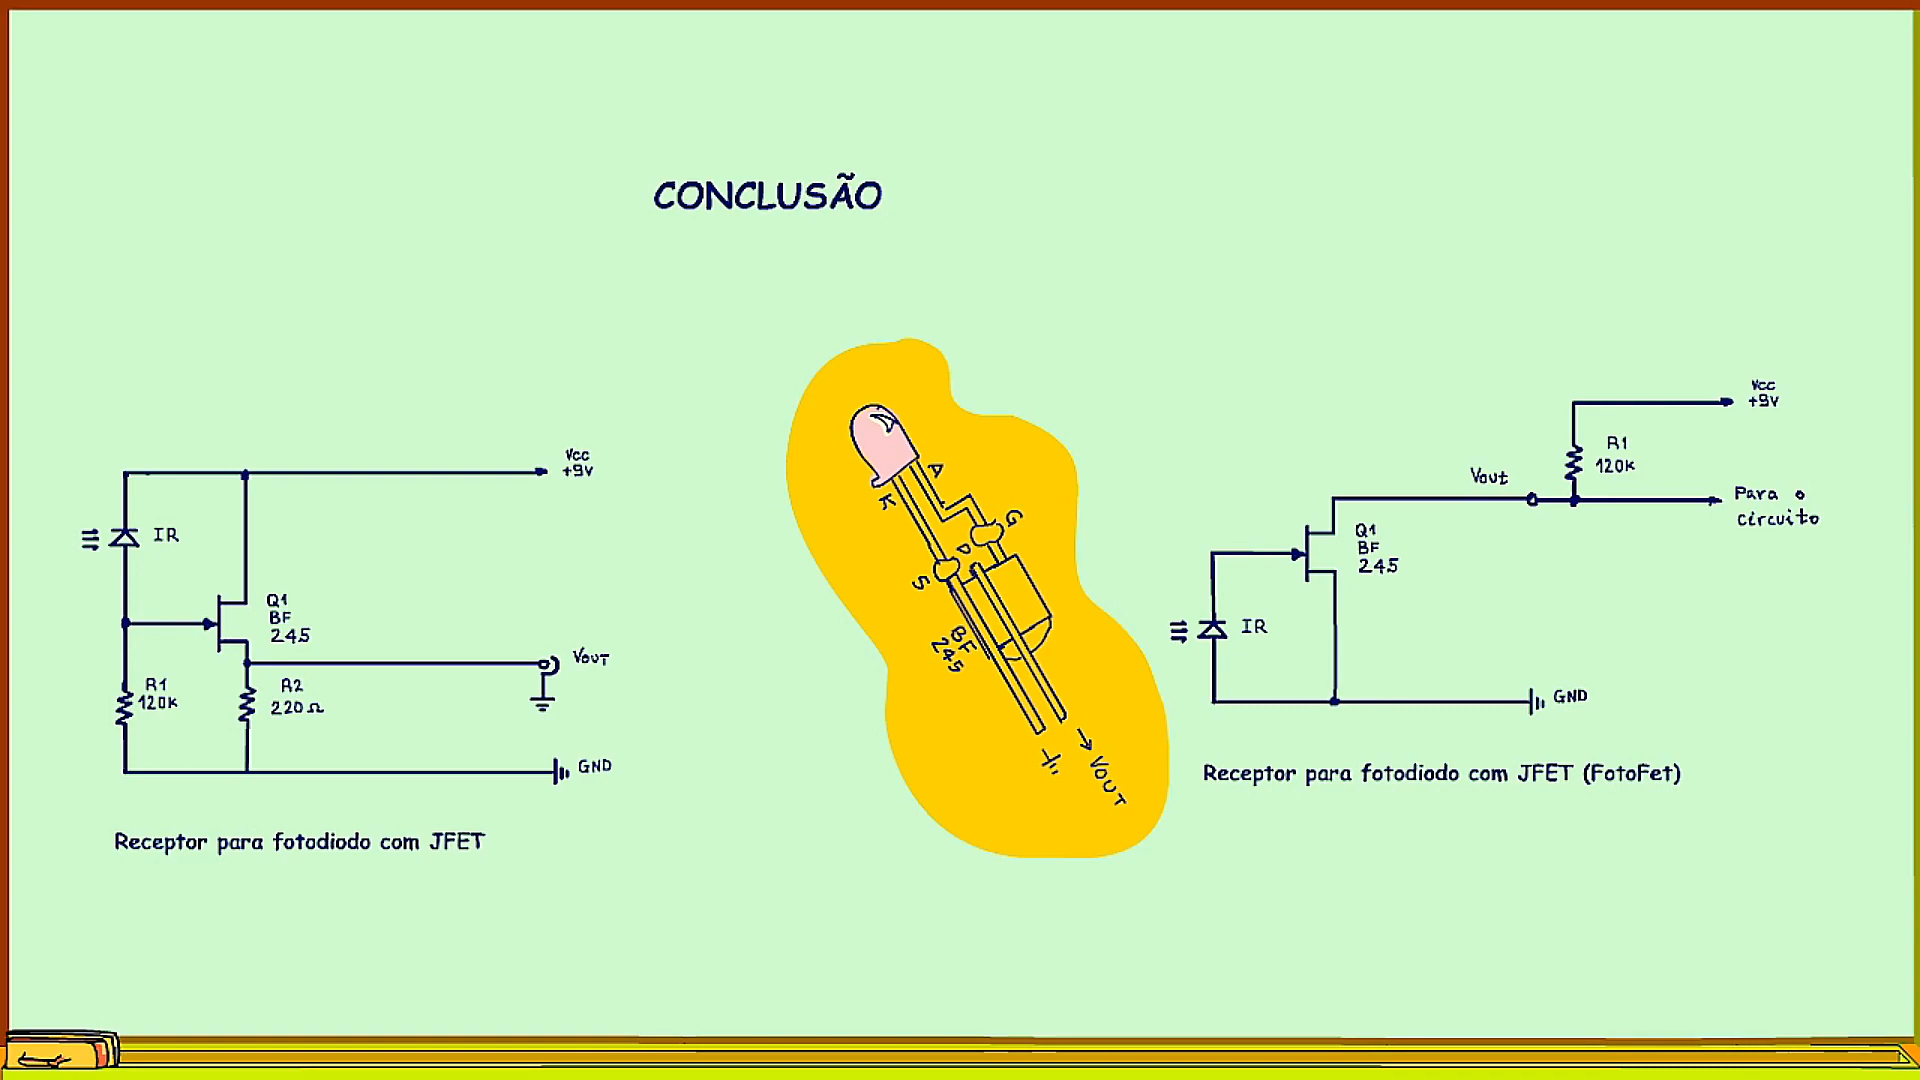 CONCLUSÃO
Vcc
+9V
IR
Q1
BF
245
VOUT
R1
120K
R2
220Ω
GND
Receptor para fotodiodo com JFET
A
K
G
D
S
BF
245
VOUT
Vcc
+9V
R1
120K
Vout
Para o
circuito
Q1
BF
245
IR
GND
Receptor para fotodiodo com JFET (FotoFet)